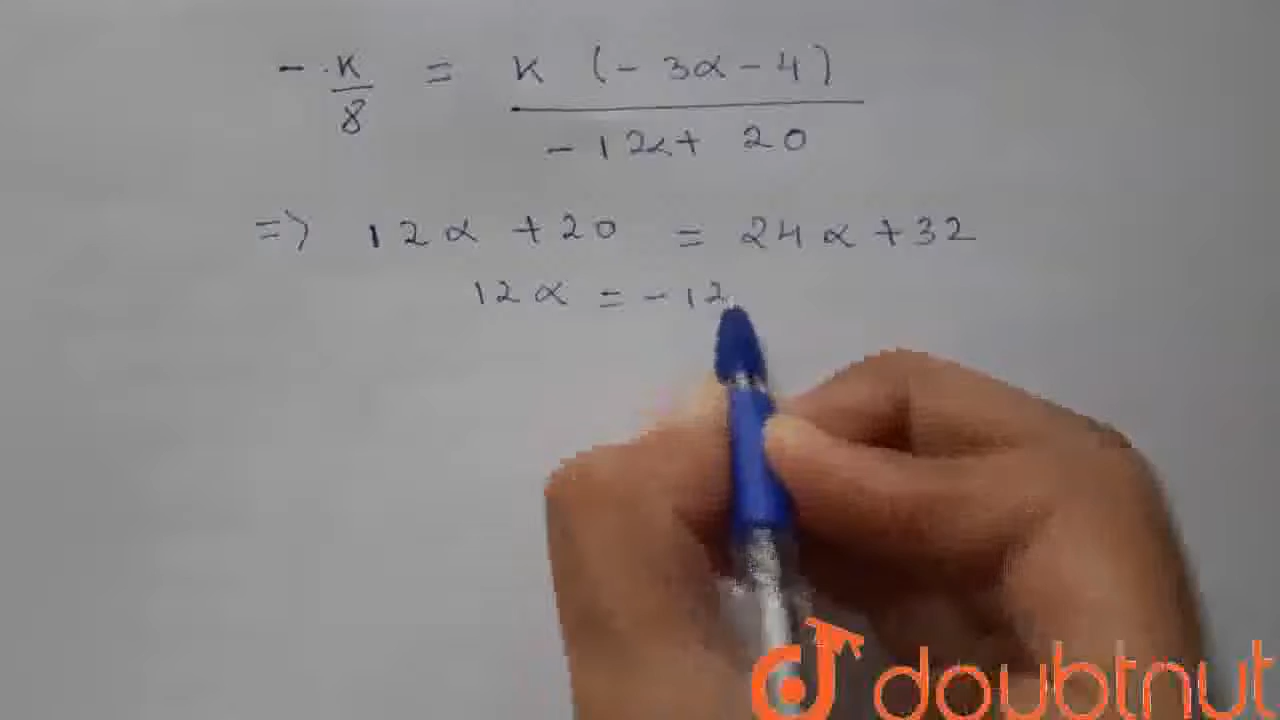 - k/8 = k (-3α-4) / -12α+ 20
=> 12α +20 = 24α+32
12α = -12
doubtnut